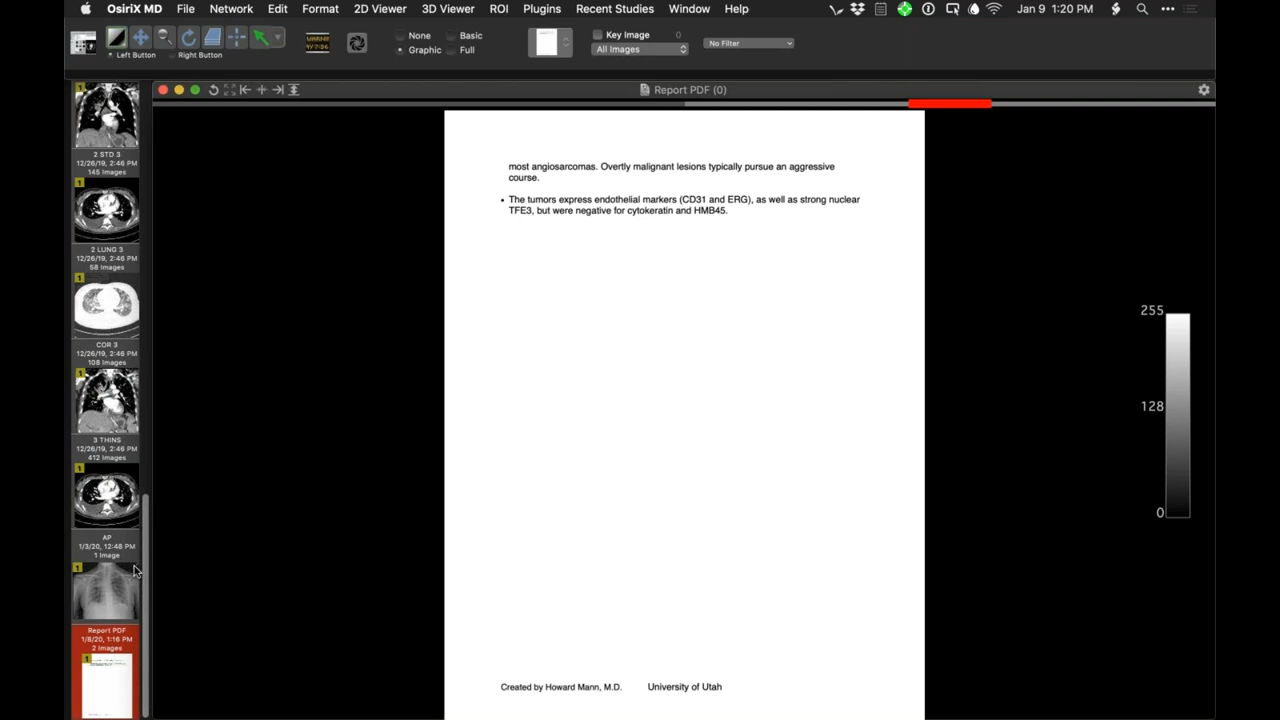 OsiriX MD File Network Edit Format 2D Viewer 3D Viewer ROI Plugins Recent Studies Window Help Jan 9 1:20 PM
None Basic Key Image 0
Graphic Full All Images No Filter
Left Button Right Button
Report PDF (0)
1
2 STD 3
12/26/19, 2:46 PM
145 Images
1
2 LUNG 3
12/26/19, 2:46 PM
58 Images
1
COR 3
12/26/19, 2:46 PM
108 Images
1
3 THINS
12/26/19, 2:46 PM
412 Images
1
AP
1/3/20, 12:48 PM
1 Image
1
Report PDF
1/8/20, 1:16 PM
2 Images
1
most angiosarcomas. Overtly malignant lesions typically pursue an aggressive
course.
• The tumors express endothelial markers (CD31 and ERG), as well as strong nuclear
TFE3, but were negative for cytokeratin and HMB45.
Created by Howard Mann, M.D. University of Utah
255
128
0